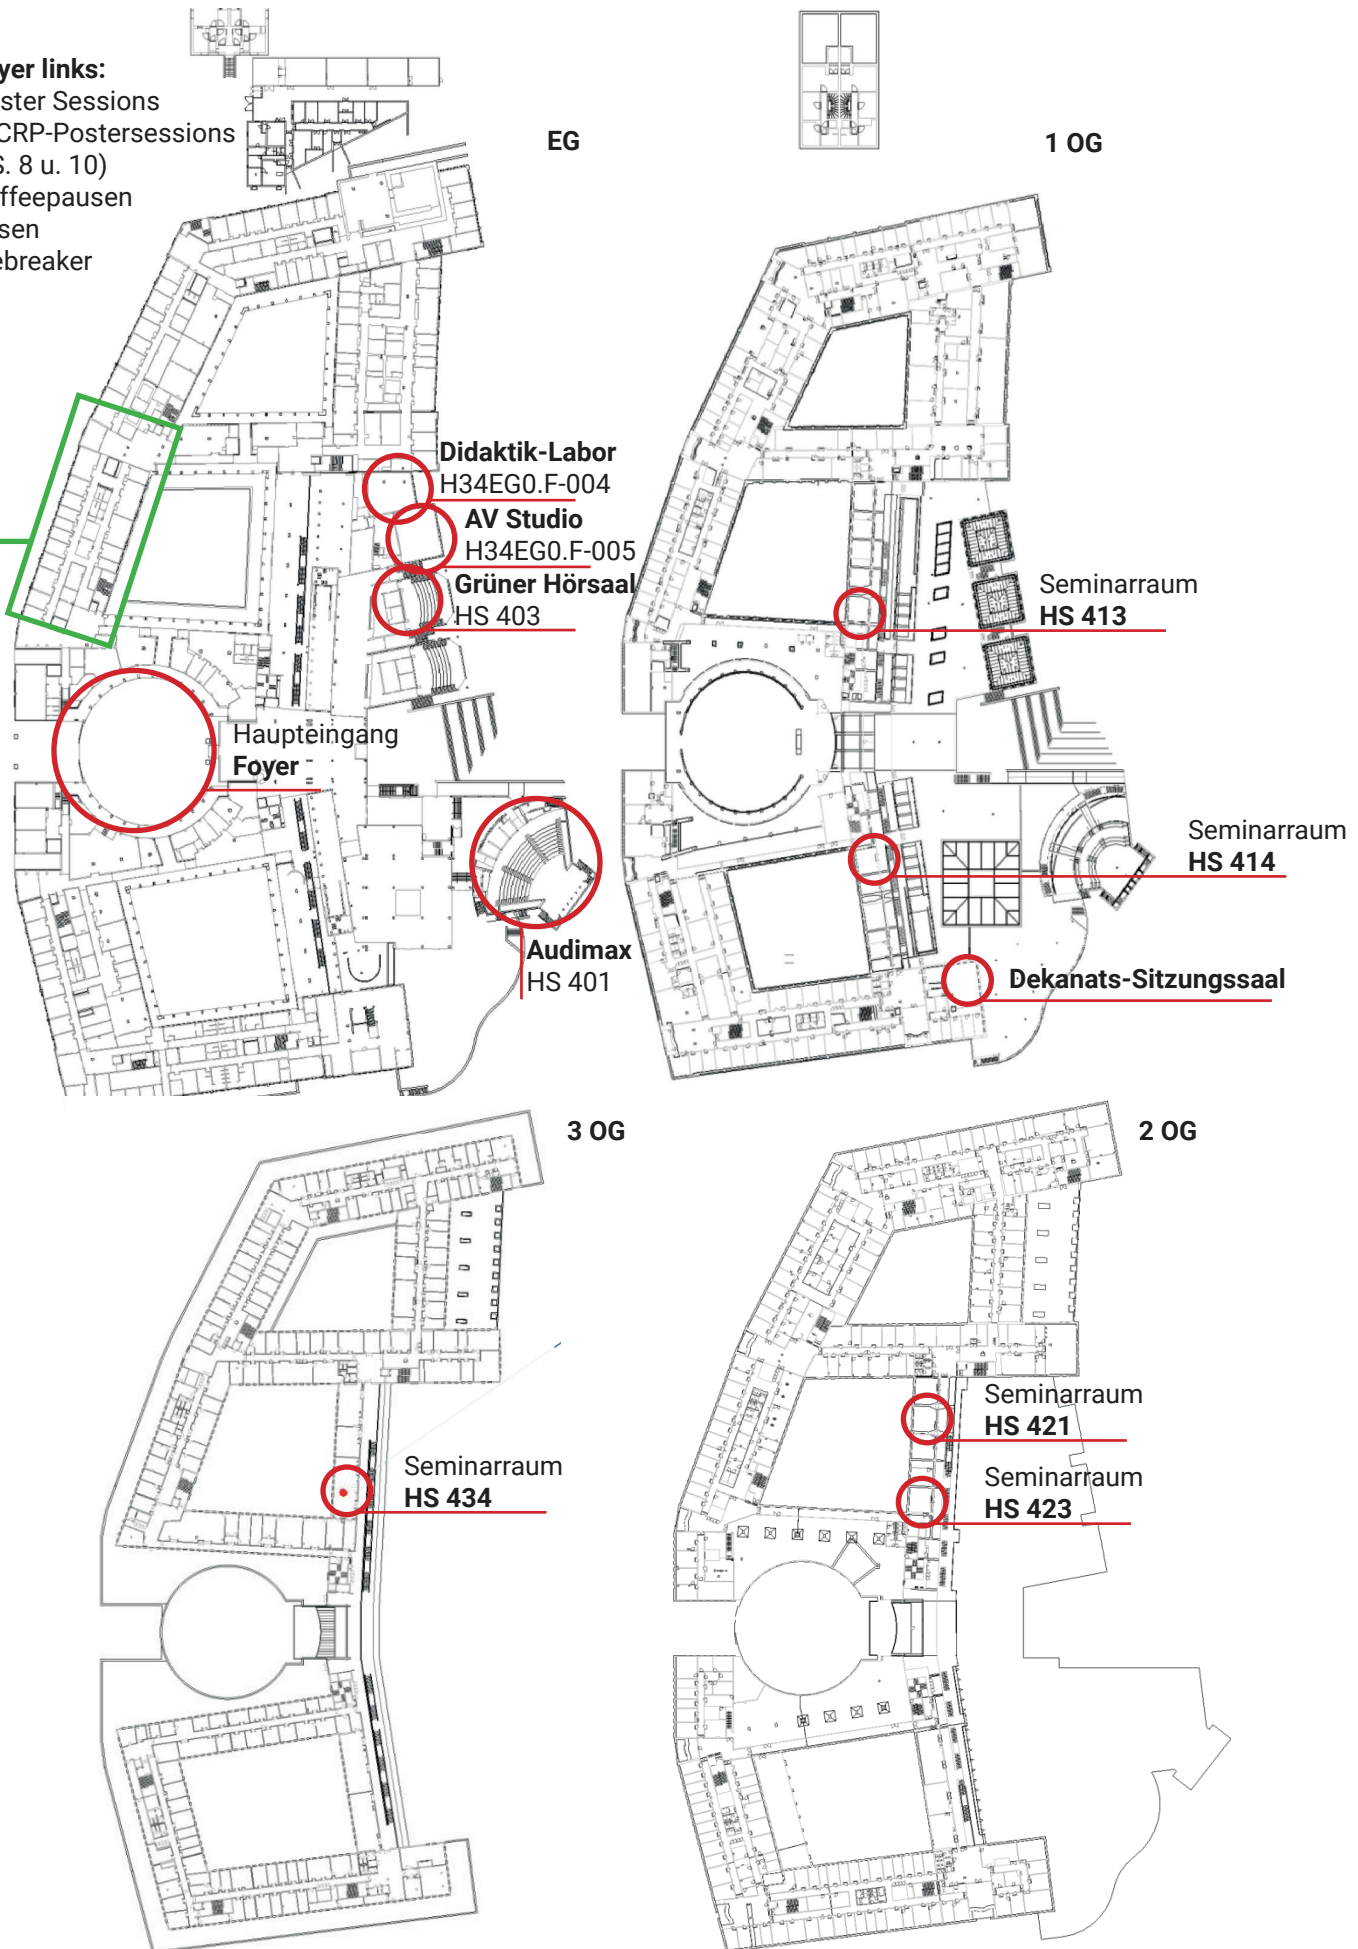 yer links:
ster Sessions
CRP-Postersessions
S. 8 u. 10)
ffeepausen
sen
ebreaker
EG
Didaktik-Labor
H34EG0.F-004
AV Studio
H34EG0.F-005
Grüner Hörsaal
HS 403
Haupteingang
Foyer
Audimax
HS 401
1 OG
Seminarraum
HS 413
Seminarraum
HS 414
Dekanats-Sitzungssaal
3 OG
Seminarraum
HS 434
2 OG
Seminarraum
HS 421
Seminarraum
HS 423